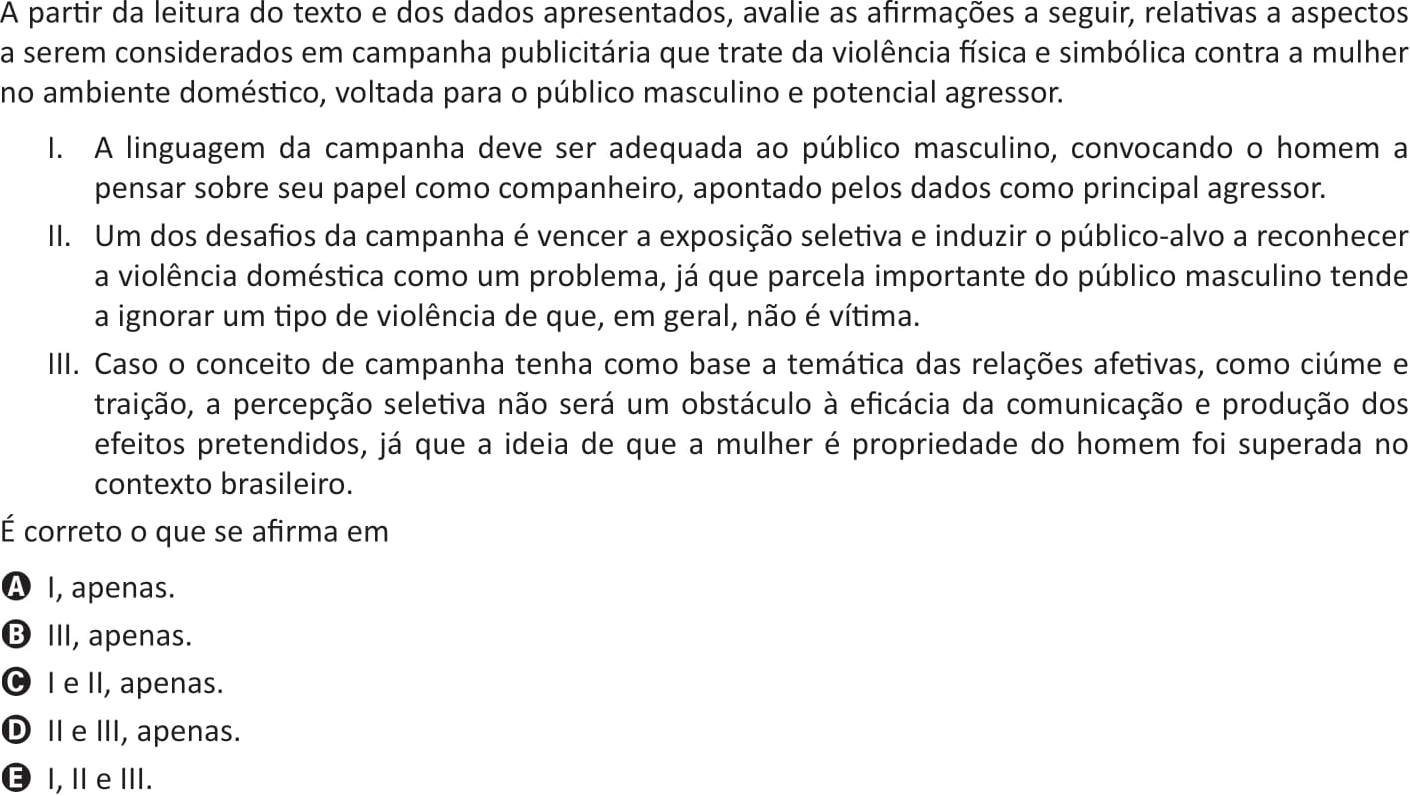 A partir da leitura do texto e dos dados apresentados, avalie as afirmações a seguir, relativas a aspectos
a serem considerados em campanha publicitária que trate da violência física e simbólica contra a mulher
no ambiente doméstico, voltada para o público masculino e potencial agressor.
I. A linguagem da campanha deve ser adequada ao público masculino, convocando o homem a
pensar sobre seu papel como companheiro, apontado pelos dados como principal agressor.
II. Um dos desafios da campanha é vencer a exposição seletiva e induzir o público-alvo a reconhecer
a violência doméstica como um problema, já que parcela importante do público masculino tende
a ignorar um tipo de violência de que, em geral, não é vítima.
III. Caso o conceito de campanha tenha como base a temática das relações afetivas, como ciúme e
traição, a percepção seletiva não será um obstáculo à eficácia da comunicação e produção dos
efeitos pretendidos, já que a ideia de que a mulher é propriedade do homem foi superada no
contexto brasileiro.
É correto o que se afirma em
A I, apenas.
B III, apenas.
C I e II, apenas.
D II e III, apenas.
E I, II e III.